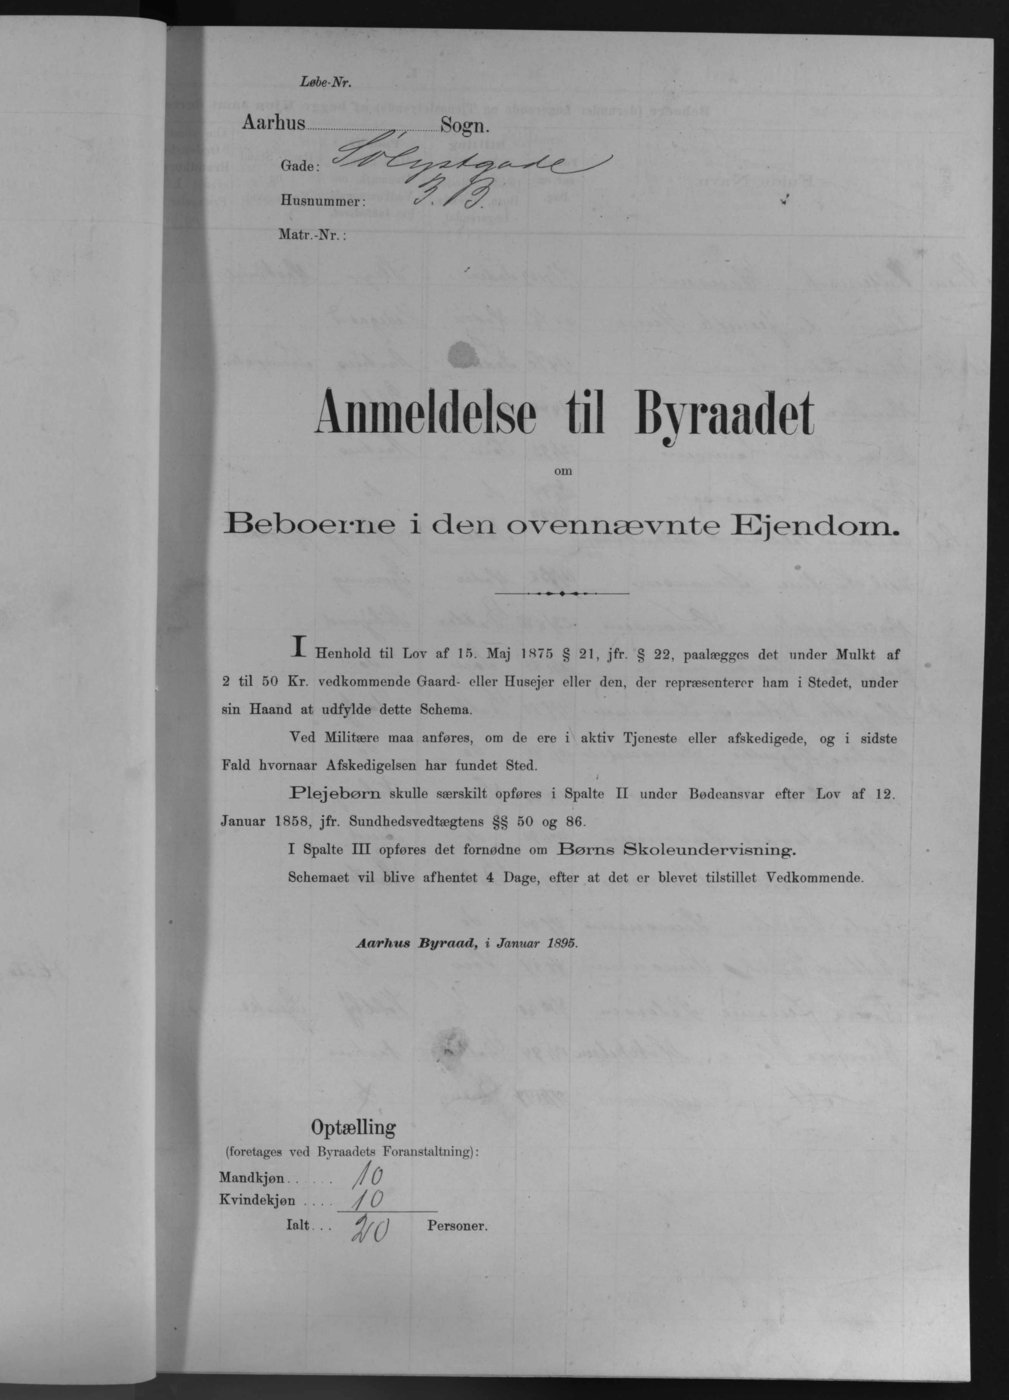 Løbe-Nr.
Aarhus Sogn.
Gade: Sølystgade
Husnummer: 3. B.
Matr.-Nr.:
Anmeldelse til Byraadet
om
Beboerne i den ovennævnte Ejendom.
I Henhold til Lov af 15. Maj 1875 § 21, jfr. § 22, paalægges det under Mulkt af
2 til 50 Kr. vedkommende Gaard- eller Husejer eller den, der repræsenterer ham i Stedet, under
sin Haand at udfylde dette Schema.
Ved Militære maa anføres, om de ere i aktiv Tjeneste eller afskedigede, og i sidste
Fald hvornaar Afskedigelsen har fundet Sted.
Plejebørn skulle særskilt opføres i Spalte II under Bødeansvar efter Lov af 12.
Januar 1858, jfr. Sundhedsvedtægtens §§ 50 og 86.
I Spalte III opføres det fornødne om Børns Skoleundervisning.
Schemaet vil blive afhentet 4 Dage, efter at det er blevet tilstillet Vedkommende.
Aarhus Byraad, i Januar 1895.
Optælling
(foretages ved Byraadets Foranstaltning):
Mandkjøn...... 10
Kvindekjøn .... 10
Ialt... 20 Personer.